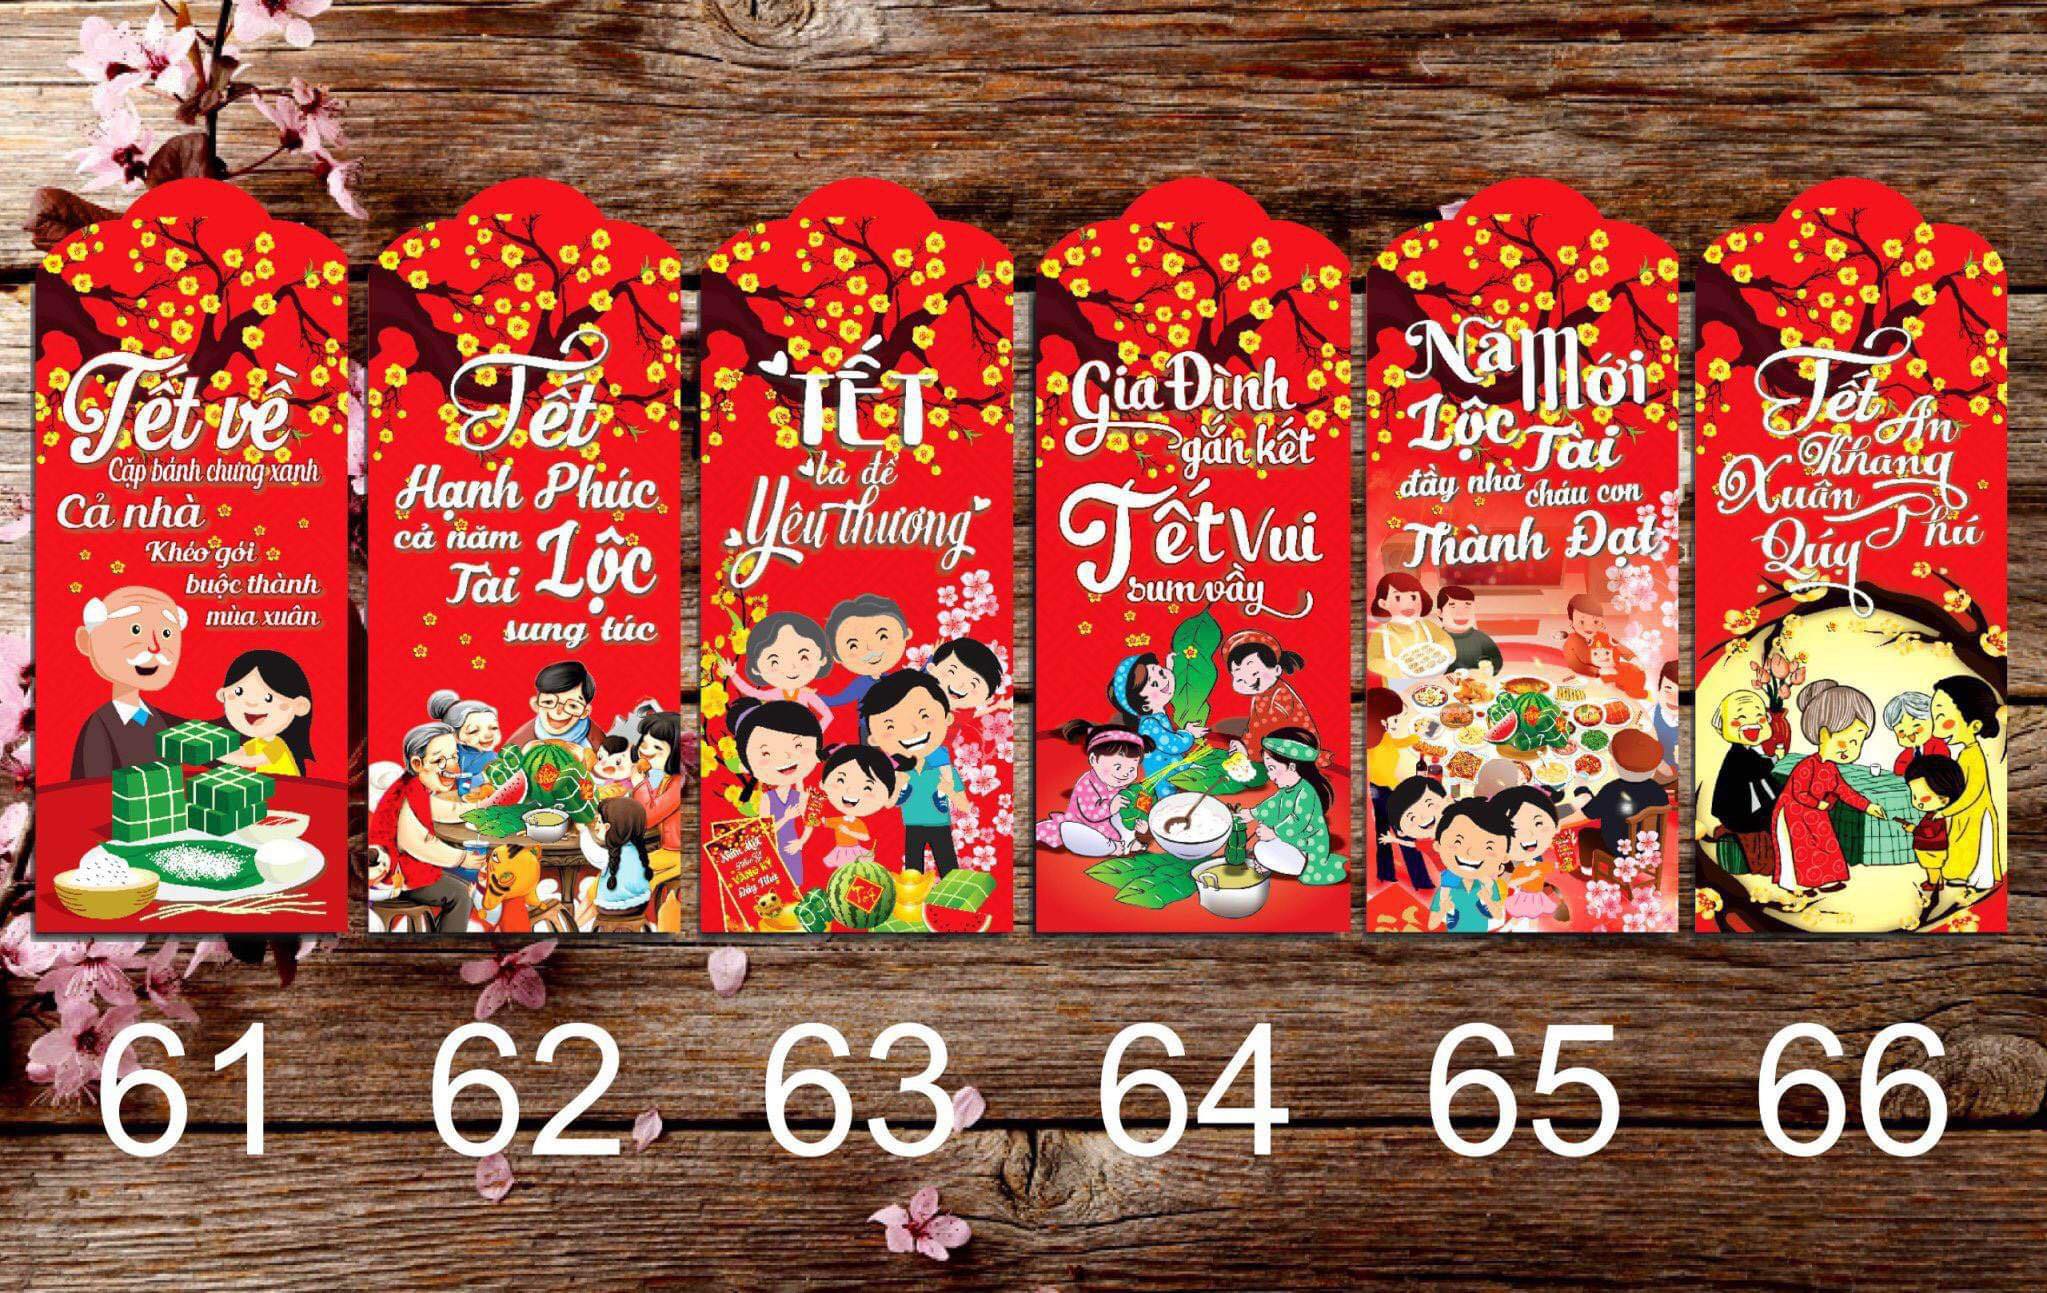 Tết về
Cặp bánh chưng xanh
Cả nhà
Khéo gói
buộc thành
mùa xuân
Tết
Hạnh Phúc
cả năm
Tài Lộc
sung túc
TẾT
là để
Yêu thương
Gia Đình
gắn kết
Tết Vui
sum vầy
Năm Mới
Lộc Tài
đầy nhà cháu con
Thành Đạt
Tết An
Khang
Xuân Phú
Qúy
61 62 63 64 65 66